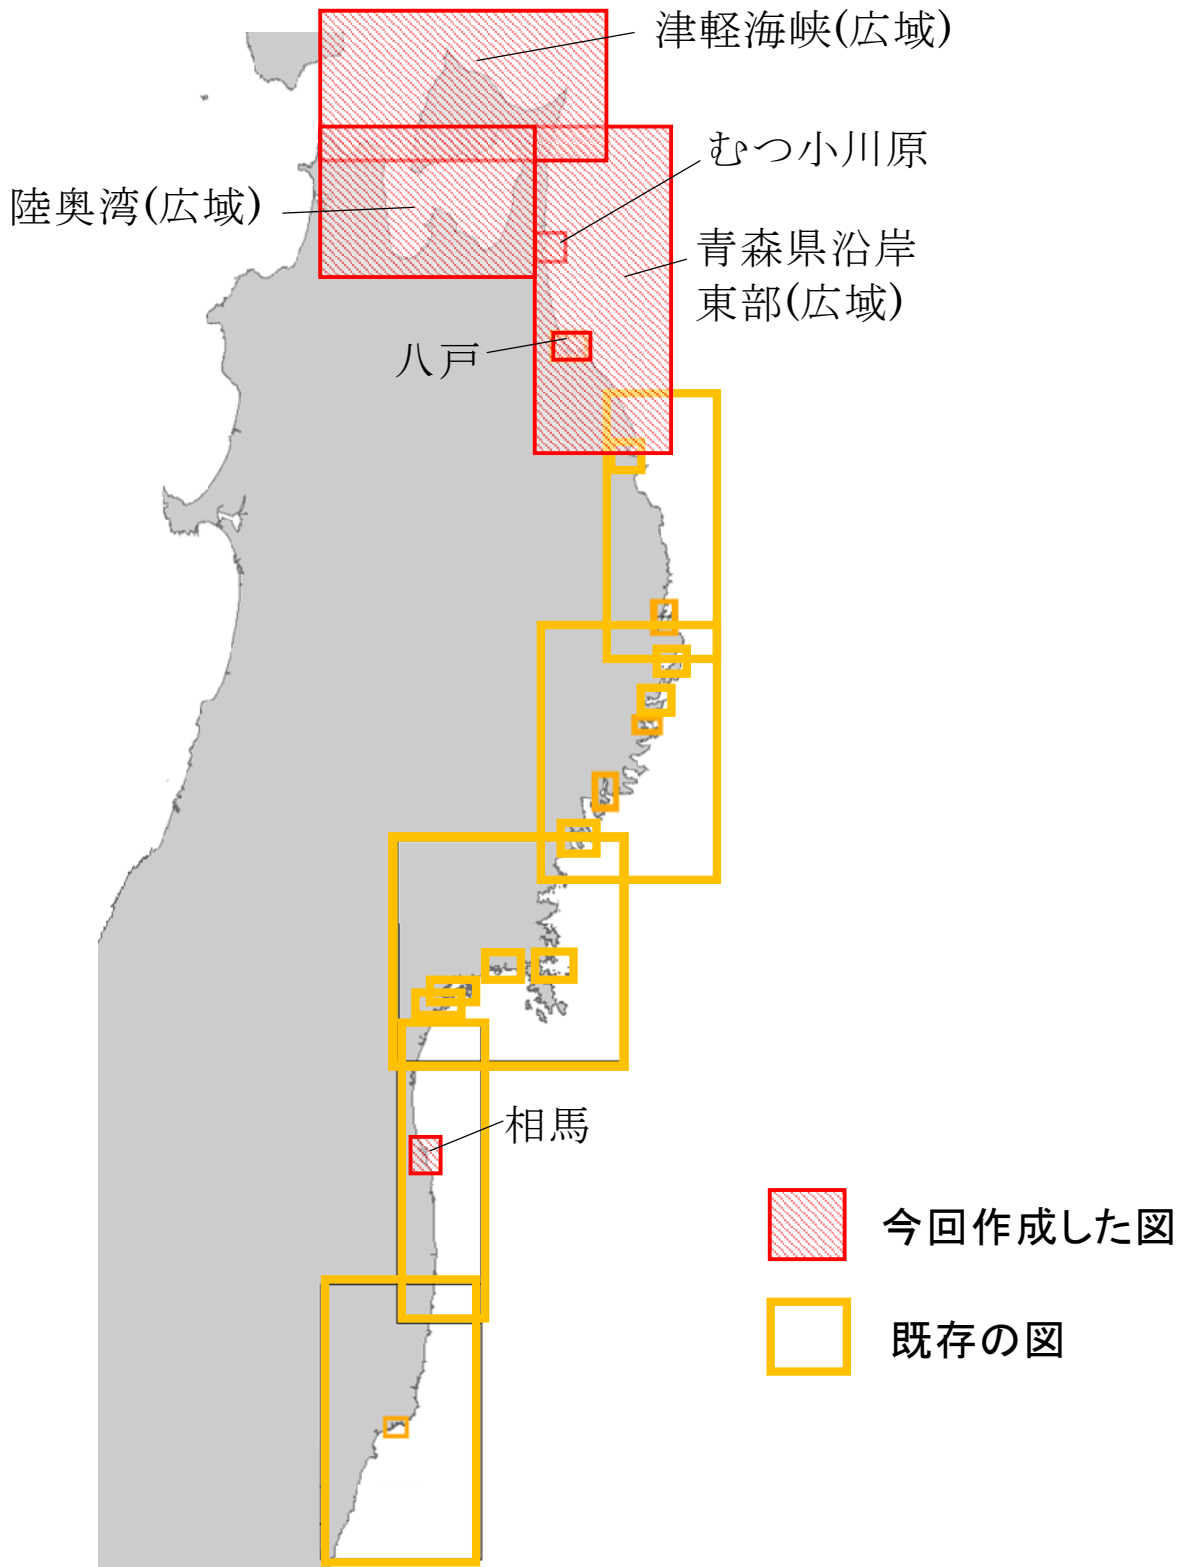 津軽海峡(広域)
むつ小川原
陸奥湾(広域)
青森県沿岸
東部(広域)
八戸
相馬
今回作成した図
既存の図